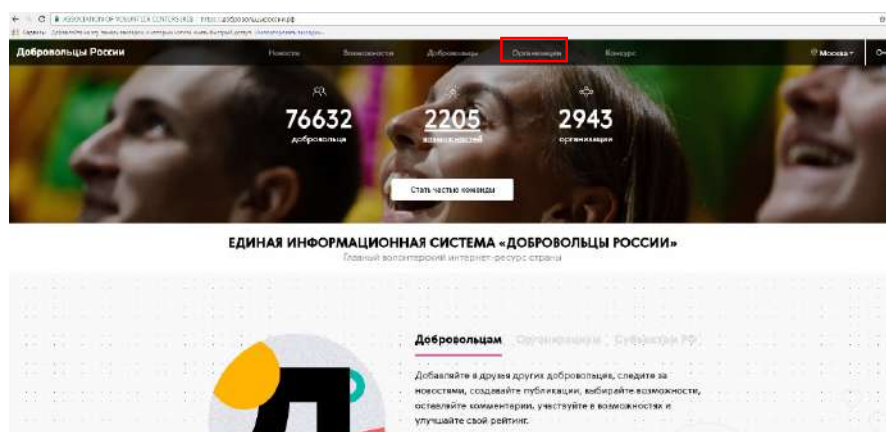 Добровольцы России
Новости Возможности Добровольцы Организации Конкурс Москва
76632 2205 2943
добровольца возможностей организации
Стать частью команды
ЕДИНАЯ ИНФОРМАЦИОННАЯ СИСТЕМА «ДОБРОВОЛЬЦЫ РОССИИ»
Главный волонтерский интернет-ресурс страны
Добровольцам Организациям Субъектам РФ
Добавляйте в друзья других добровольцев, следите за
новостями, создавайте публикации, выбирайте возможности,
оставляйте комментарии, участвуйте в возможностях и
улучшайте свой рейтинг.